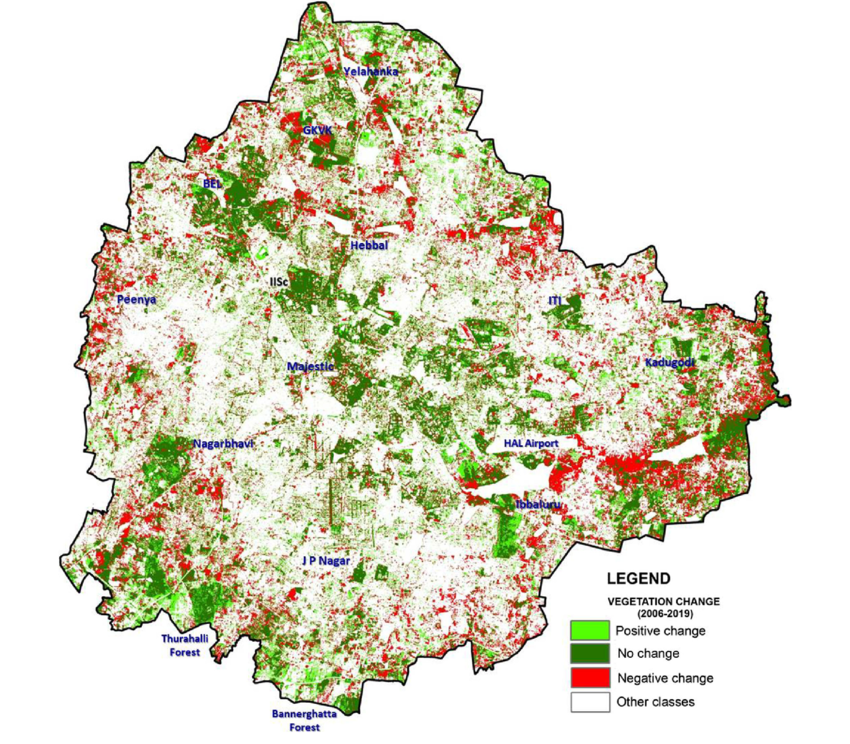 Yelahanka
GKVK
BEL
Hebbal
IISc
Peenya
ITI
Majestic
Kadugodi
Nagarbhavi
HAL Airport
Ibbaluru
J P Nagar
Thurahalli
Forest
Bannerghatta
Forest
LEGEND
VEGETATION CHANGE
(2006-2019)
Positive change
No change
Negative change
Other classes